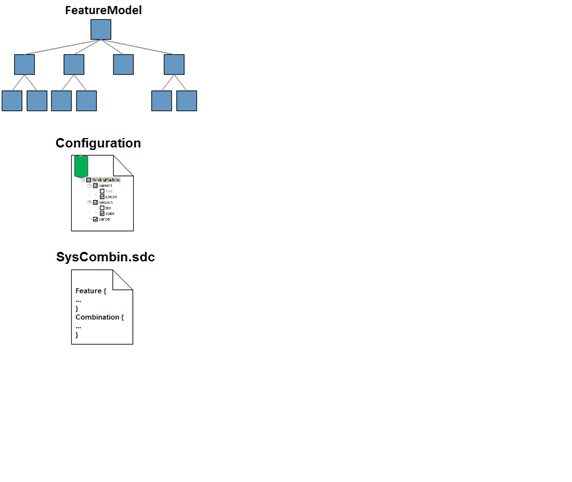 FeatureModel
Configuration
SysCombin.sdc
Feature {
...
}
Combination {
...
}